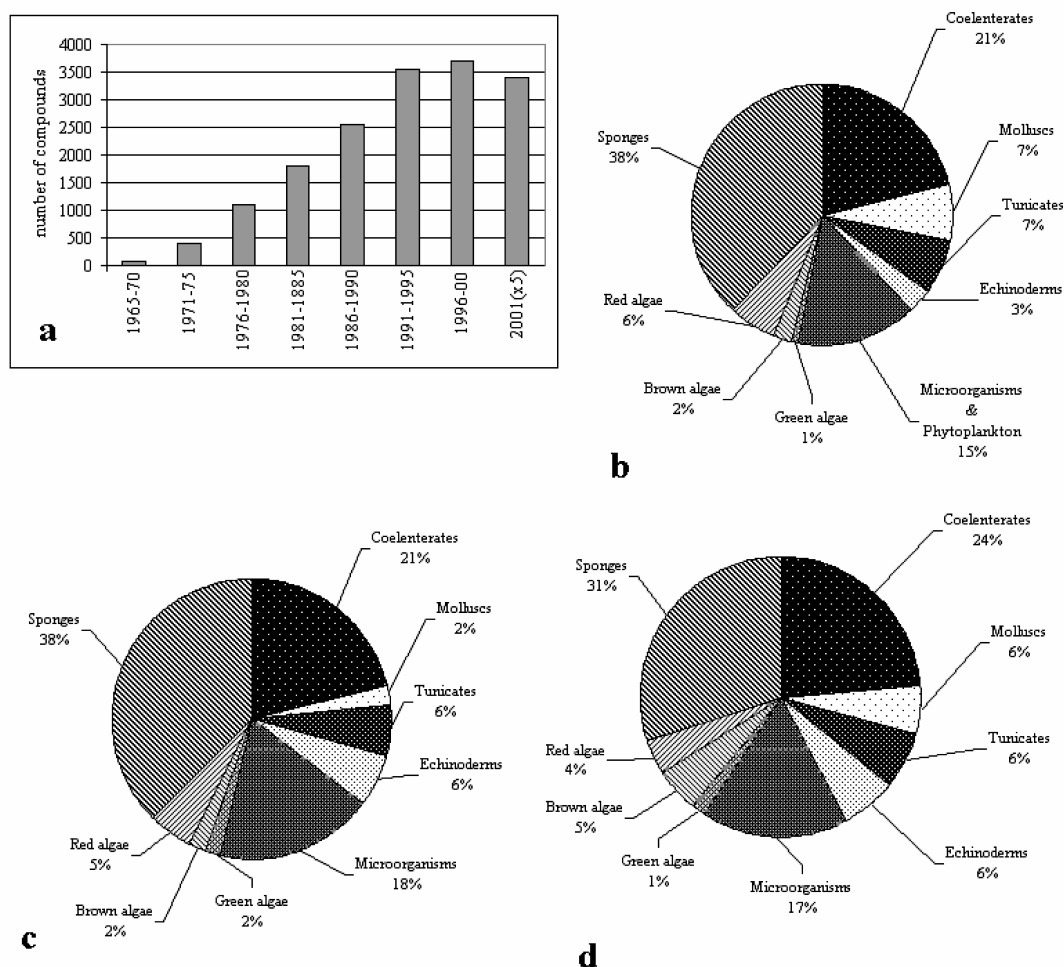 number of compounds
4000
3500
3000
2500
2000
1500
1000
500
0
1965-70
1971-75
1976-1980
1981-1885
1986-1990
1991-1995
1996-00
2001(x5)
a
Coelenterates
21%
Molluscs
7%
Tunicates
7%
Echinoderms
3%
Microorganisms
&
Phytoplankton
15%
Green algae
1%
Brown algae
2%
Red algae
6%
Sponges
38%
b
Coelenterates
21%
Molluscs
2%
Tunicates
6%
Echinoderms
6%
Microorganisms
18%
Green algae
2%
Brown algae
2%
Red algae
5%
Sponges
38%
c
Coelenterates
24%
Molluscs
6%
Tunicates
6%
Echinoderms
6%
Microorganisms
17%
Green algae
1%
Brown algae
5%
Red algae
4%
Sponges
31%
d